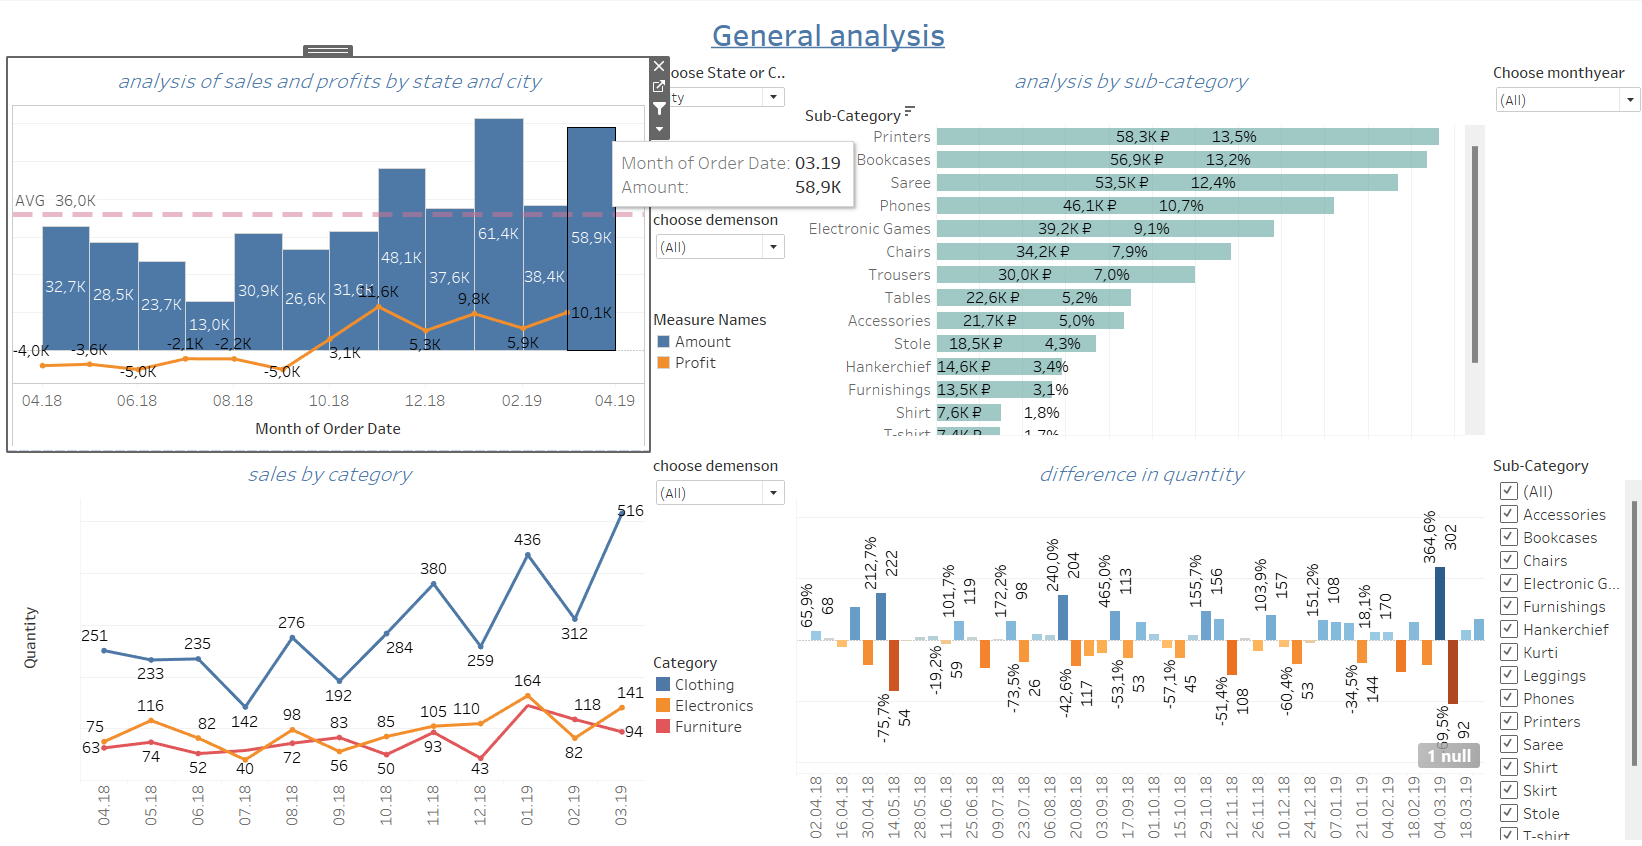 General analysis
analysis of sales and profits by state and city
AVG 36,0K
32,7K 28,5K 23,7K 13,0K 30,9K 26,6K 48,1K 37,6K 61,4K 38,4K 58,9K
-4,0K -3,6K -5,0K -2,1K -2,2K -5,0K 3,1K 11,6K 5,3K 9,8K 5,9K 10,1K
04.18 06.18 08.18 10.18 12.18 02.19 04.19
Month of Order Date
oose State or C..
ty
Month of Order Date: 03.19
Amount: 58,9K
choose demenson
(All)
Measure Names
Amount
Profit
analysis by sub-category
Sub-Category
Printers 58,3K ₽ 13,5%
Bookcases 56,9K ₽ 13,2%
Saree 53,5K ₽ 12,4%
Phones 46,1K ₽ 10,7%
Electronic Games 39,2K ₽ 9,1%
Chairs 34,2K ₽ 7,9%
Trousers 30,0K ₽ 7,0%
Tables 22,6K ₽ 5,2%
Accessories 21,7K ₽ 5,0%
Stole 18,5K ₽ 4,3%
Hankerchief 14,6K ₽ 3,4%
Furnishings 13,5K ₽ 3,1%
Shirt 7,6K ₽ 1,8%
T-shirt 7,4K ₽ 1,7%
Choose monthyear
(All)
sales by category
Quantity
251 233 235 142 276 192 284 380 259 436 312 516
75 116 82 40 98 56 85 105 110 164 82 141
63 74 52 72 83 50 93 43 118 94
04.18 05.18 06.18 07.18 08.18 09.18 10.18 11.18 12.18 01.19 02.19 03.19
choose demenson
(All)
Category
Clothing
Electronics
Furniture
difference in quantity
65,9% 68 212,7% 222 101,7% 119 172,2% 98 240,0% 204 465,0% 113 155,7% 156 103,9% 157 151,2% 108 18,1% 170 364,6% 302
-75,7% 54 -19,2% 59 -73,5% 26 -42,6% 117 -53,1% 53 -57,1% 45 -51,4% 108 -60,4% 53 -34,5% 144 69,5% 92
1 null
02.04.18 16.04.18 30.04.18 14.05.18 28.05.18 11.06.18 25.06.18 09.07.18 23.07.18 06.08.18 20.08.18 03.09.18 17.09.18 01.10.18 15.10.18 29.10.18 12.11.18 26.11.18 10.12.18 24.12.18 07.01.19 21.01.19 04.02.19 18.02.19 04.03.19 18.03.19
Sub-Category
(All)
Accessories
Bookcases
Chairs
Electronic G...
Furnishings
Hankerchief
Kurti
Leggings
Phones
Printers
Saree
Shirt
Skirt
Stole
T-shirt